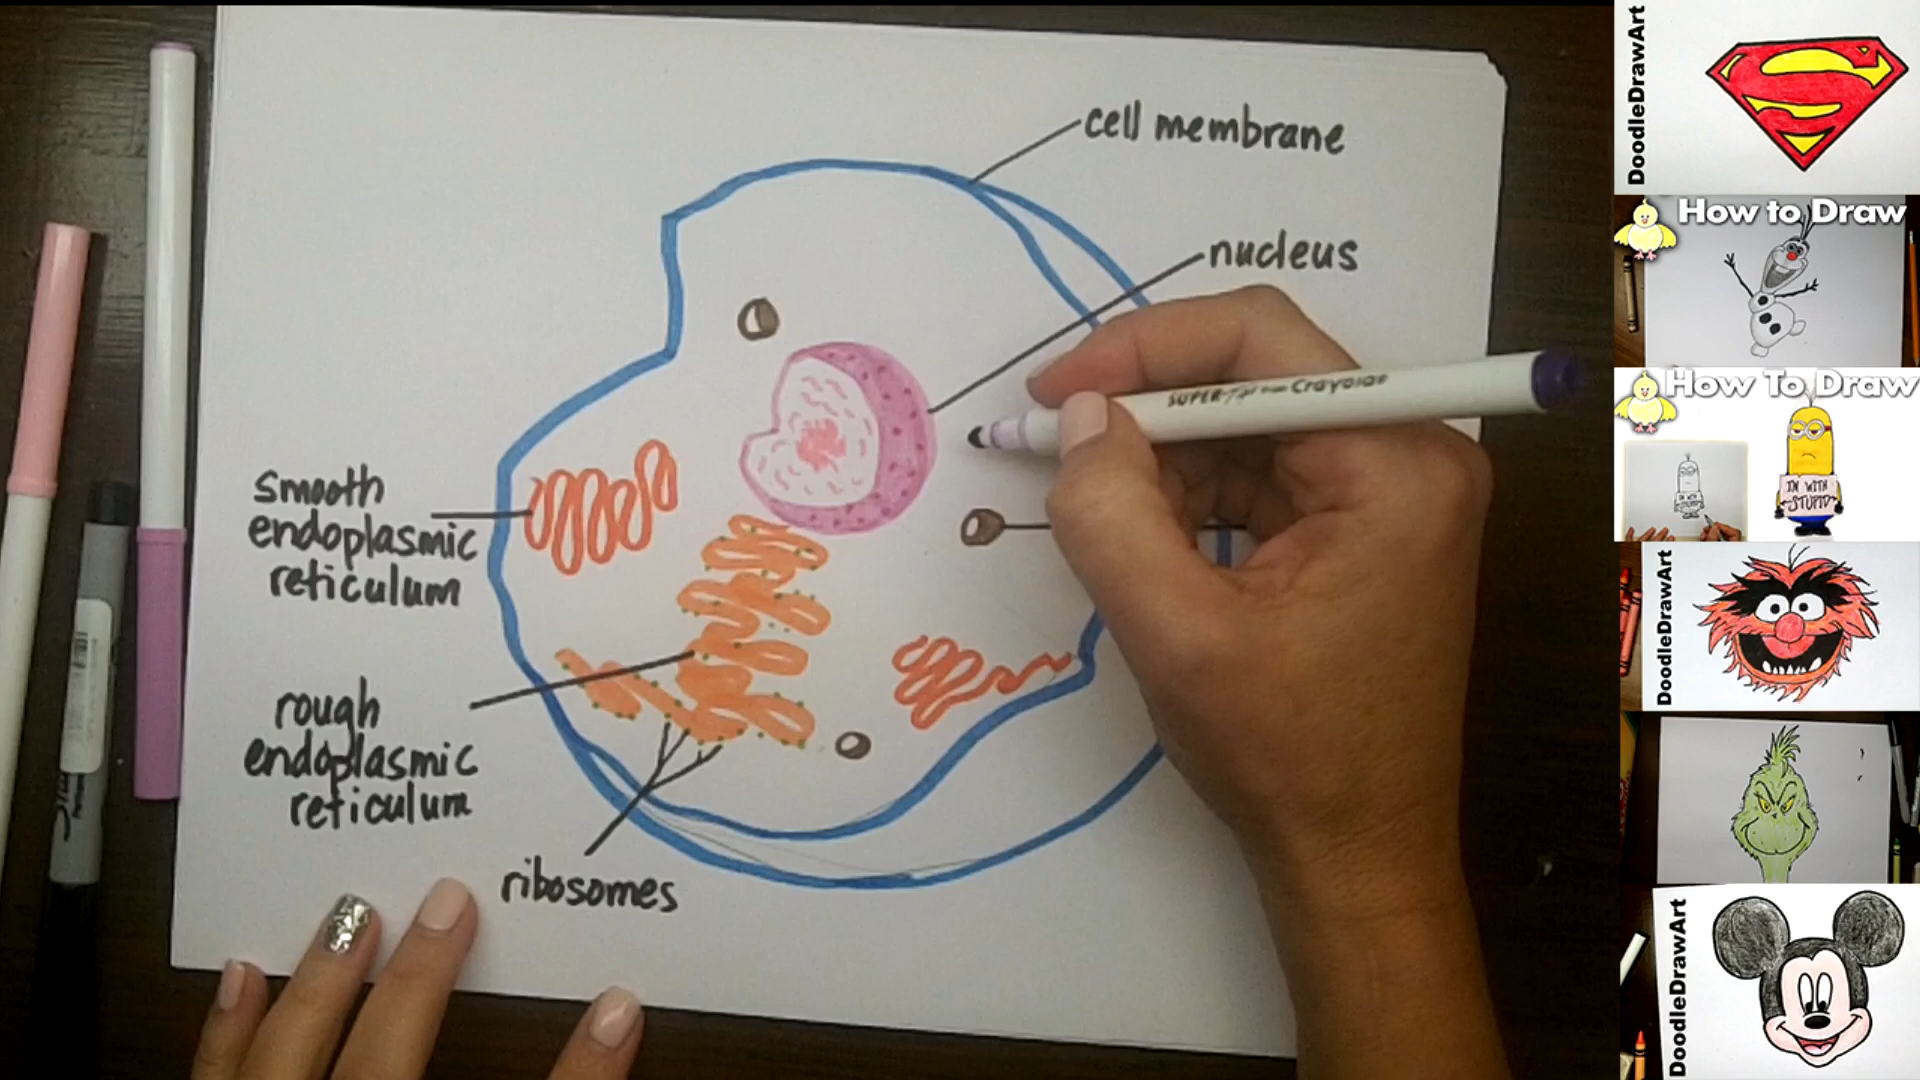 cell membrane
nucleus
smooth
endoplasmic
reticulum
rough
endoplasmic
reticulum
ribosomes
SUPER-Tips from Crayola
DoodleDrawArt
How to Draw
How To Draw
I'M WITH
STUPID
DoodleDrawArt
DoodleDrawArt